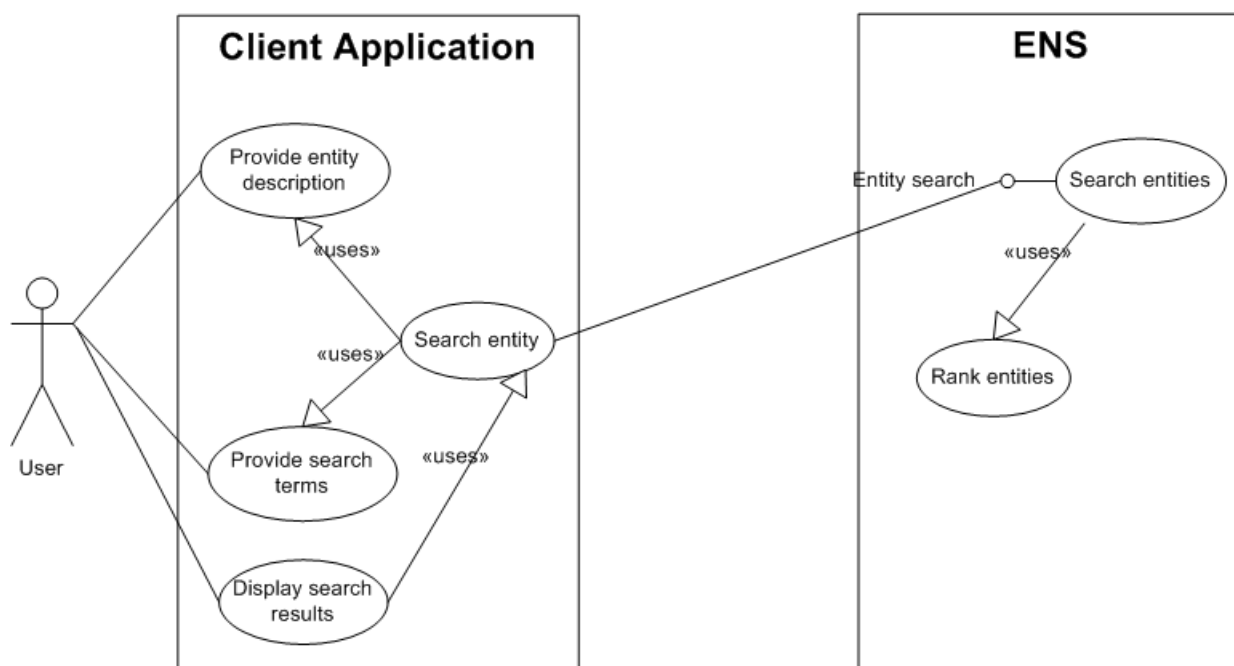 Client Application
ENS
Provide entity
description
Entity search
Search entities
«uses»
«uses»
Search entity
«uses»
Rank entities
User
Provide search
terms
«uses»
Display search
results